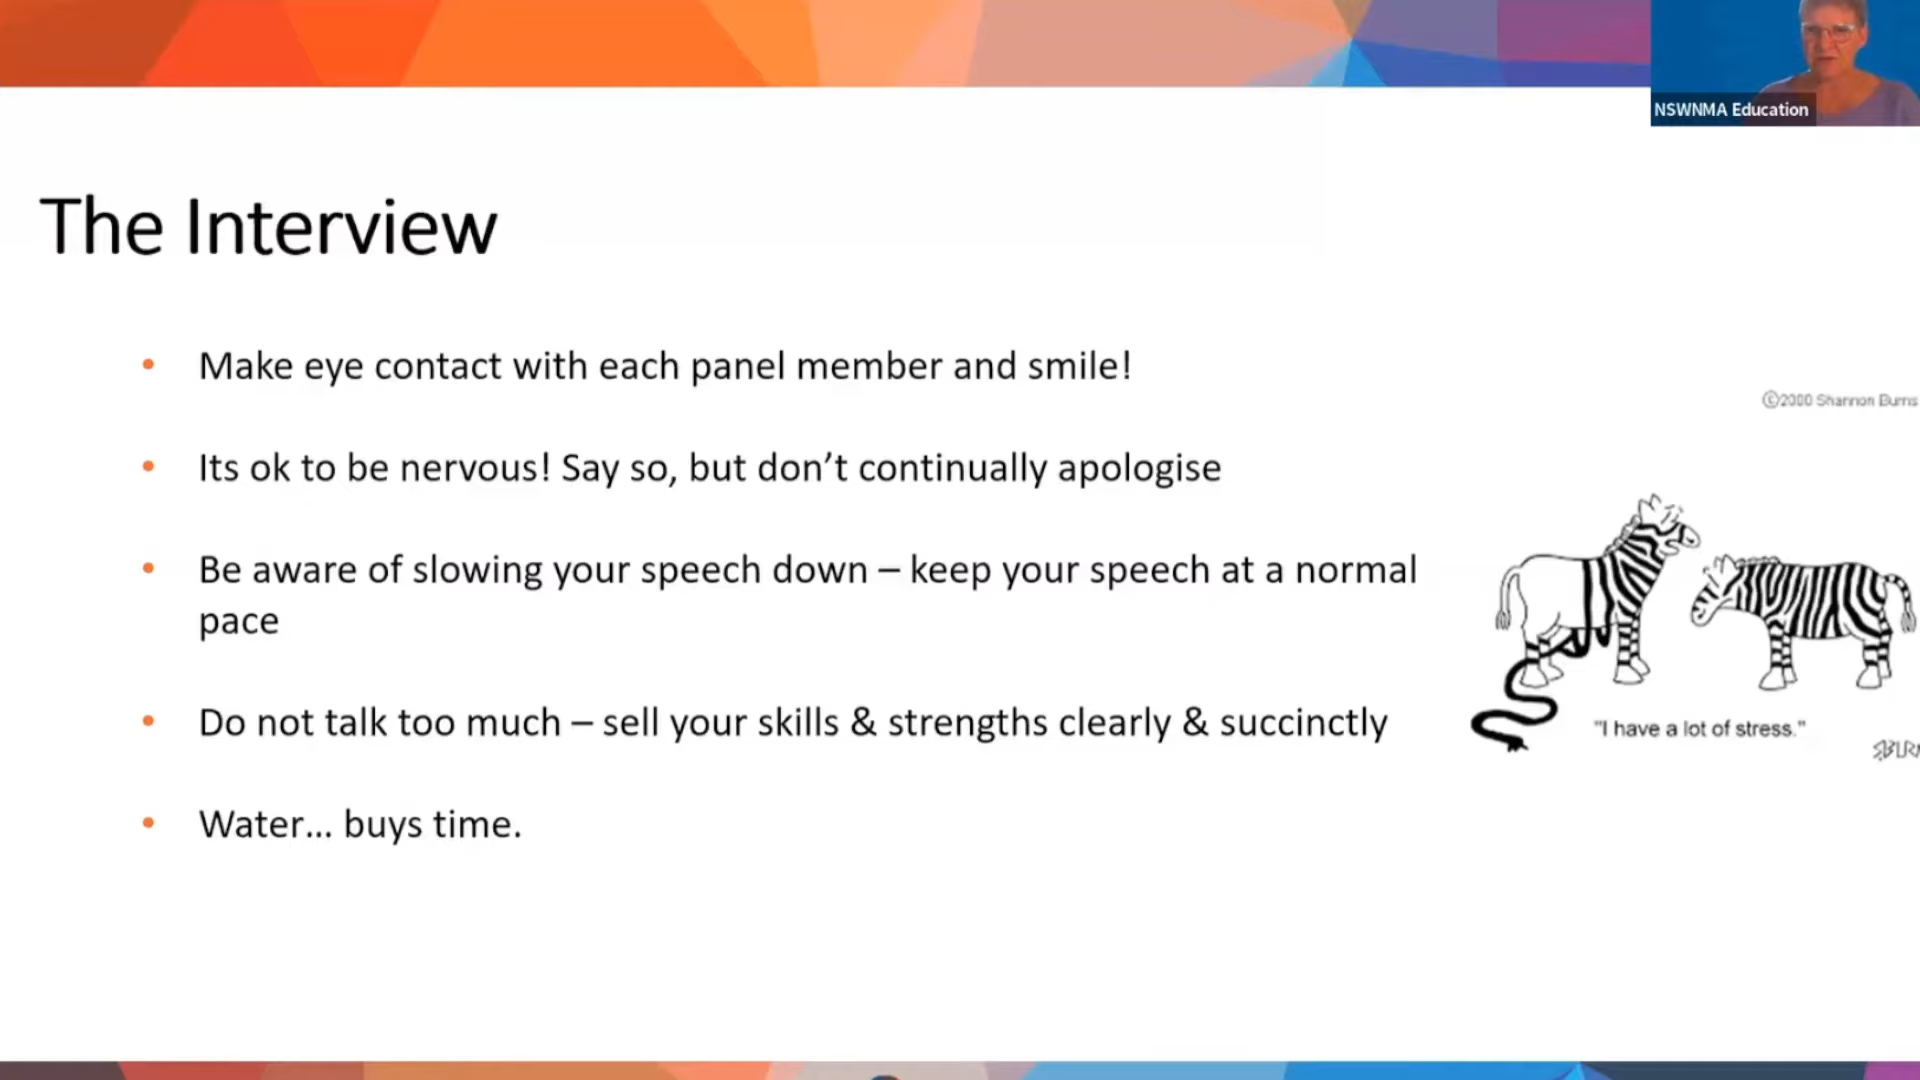 NSWNMA Education
The Interview
• Make eye contact with each panel member and smile!
• Its ok to be nervous! Say so, but don’t continually apologise
• Be aware of slowing your speech down – keep your speech at a normal
pace
• Do not talk too much – sell your skills & strengths clearly & succinctly
• Water... buys time.
©2000 Shannon Burns
"I have a lot of stress."